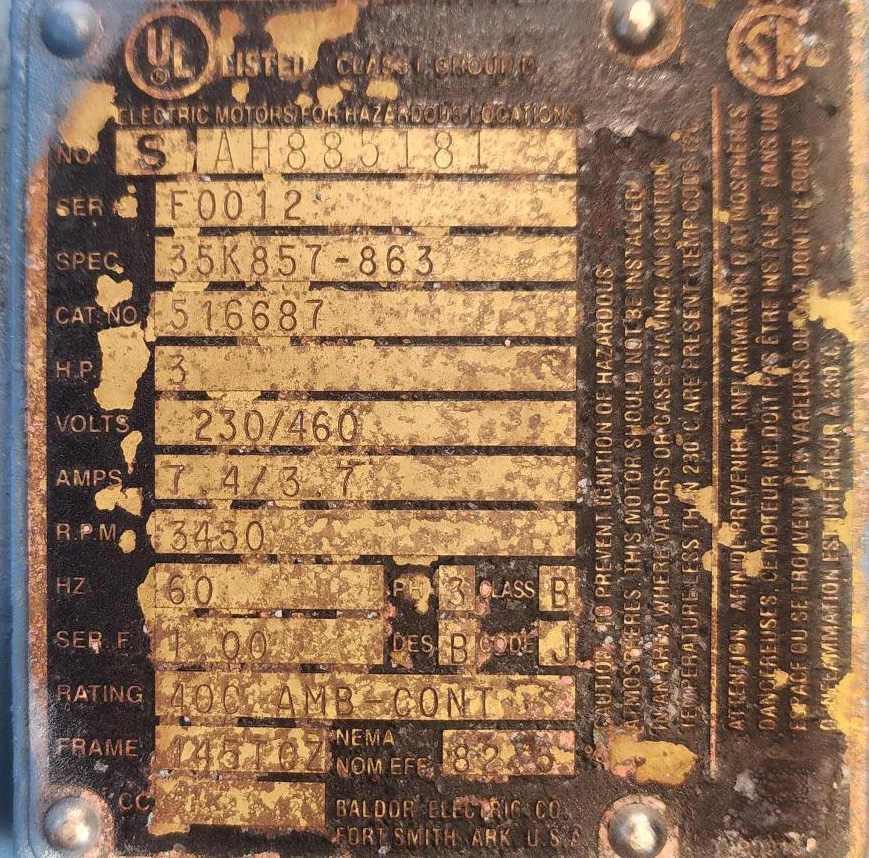 UL
LISTED CLASS I GROUP D
ELECTRIC MOTORS FOR HAZARDOUS LOCATIONS
NO. S AH885181
SER F0012
SPEC. 35K857-863
CAT.NO. 516687
H.P. 3
VOLTS 230/460
AMPS 7.4/3.7
R.P.M. 3450
HZ 60 PH 3 CLASS B
SER. F. 1.00 DES B CODE J
RATING 40C AMB-CONT
FRAME NEMA
NOM EFF
CC
BALDOR ELECTRIC CO.
FORT SMITH, ARK. U.S.A.
CAUTION: TO PREVENT IGNITION OF HAZARDOUS
ATMOSPHERES, THIS MOTOR SHOULD NOT BE INSTALLED
IN AN AREA WHERE VAPORS OR GASES HAVING AN IGNITION
TEMPERATURE LESS THAN 230°C ARE PRESENT. TEMP CODE
ATTENTION: AFIN DE PREVENIR L'INFLAMMATION D'ATMOSPHERES
DANGEREUSES, CE MOTEUR NE DOIT PAS ÊTRE INSTALLE DANS UN
ESPACE OU SE TROUVENT DES VAPEURS OU GAZ DONT LE POINT
D'INFLAMMATION EST INFERIEUR À 230°C.